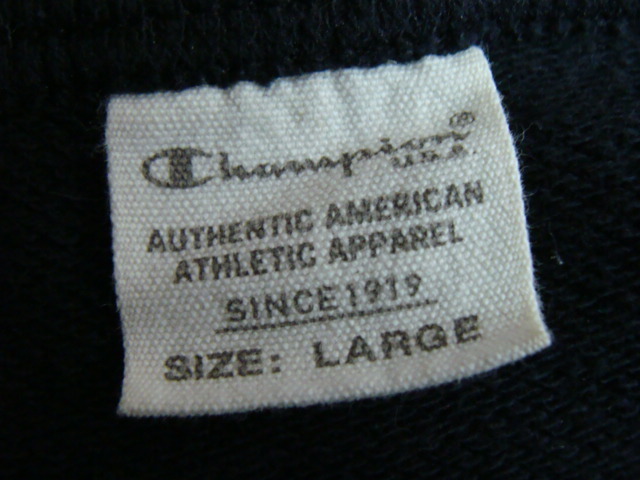 Champion®
U.S.A.
AUTHENTIC AMERICAN
ATHLETIC APPAREL
SINCE 1919
SIZE: LARGE